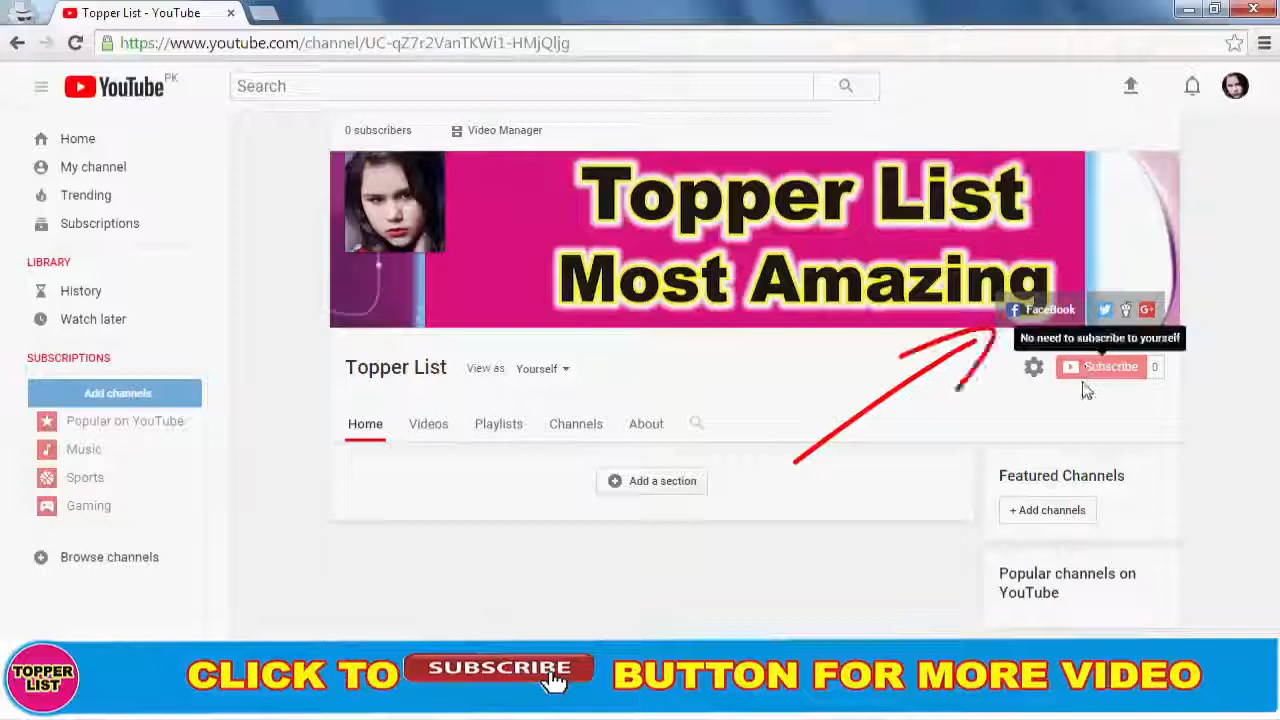 Topper List - YouTube
https://www.youtube.com/channel/UC-qZ7r2VanTKWi1-HMjQljg
YouTube PK
Search
Home
My channel
Trending
Subscriptions
LIBRARY
History
Watch later
SUBSCRIPTIONS
Add channels
Popular on YouTube
Music
Sports
Gaming
Browse channels
0 subscribers
Video Manager
Topper List
Most Amazing
FaceBook
No need to subscribe to yourself
Topper List
View as
Yourself
Subscribe
0
Home
Videos
Playlists
Channels
About
Add a section
Featured Channels
+ Add channels
Popular channels on
YouTube
TOPPER
LIST
CLICK TO SUBSCRIBE BUTTON FOR MORE VIDEO